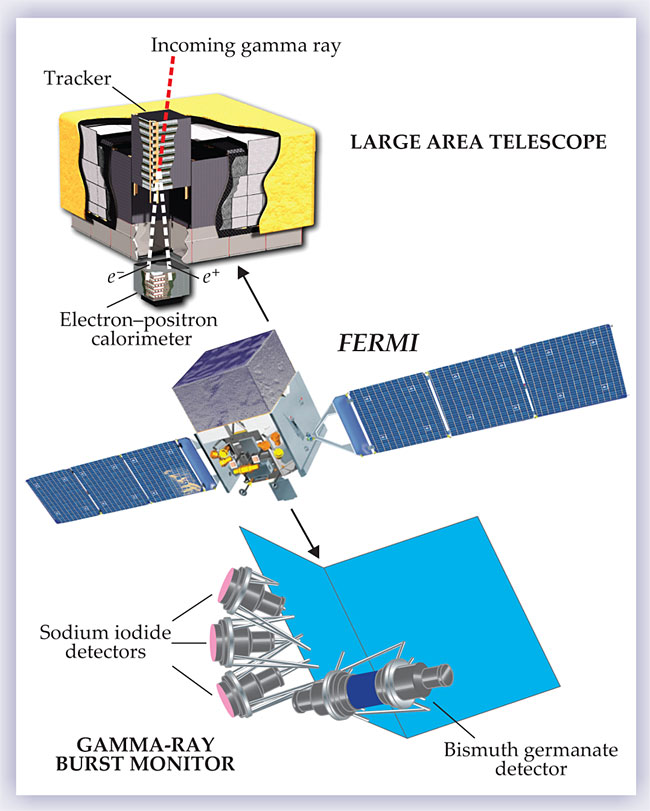 Incoming gamma ray
Tracker
LARGE AREA TELESCOPE
e−
e+
Electron–positron
calorimeter
FERMI
Sodium iodide
detectors
GAMMA-RAY
BURST MONITOR
Bismuth germanate
detector